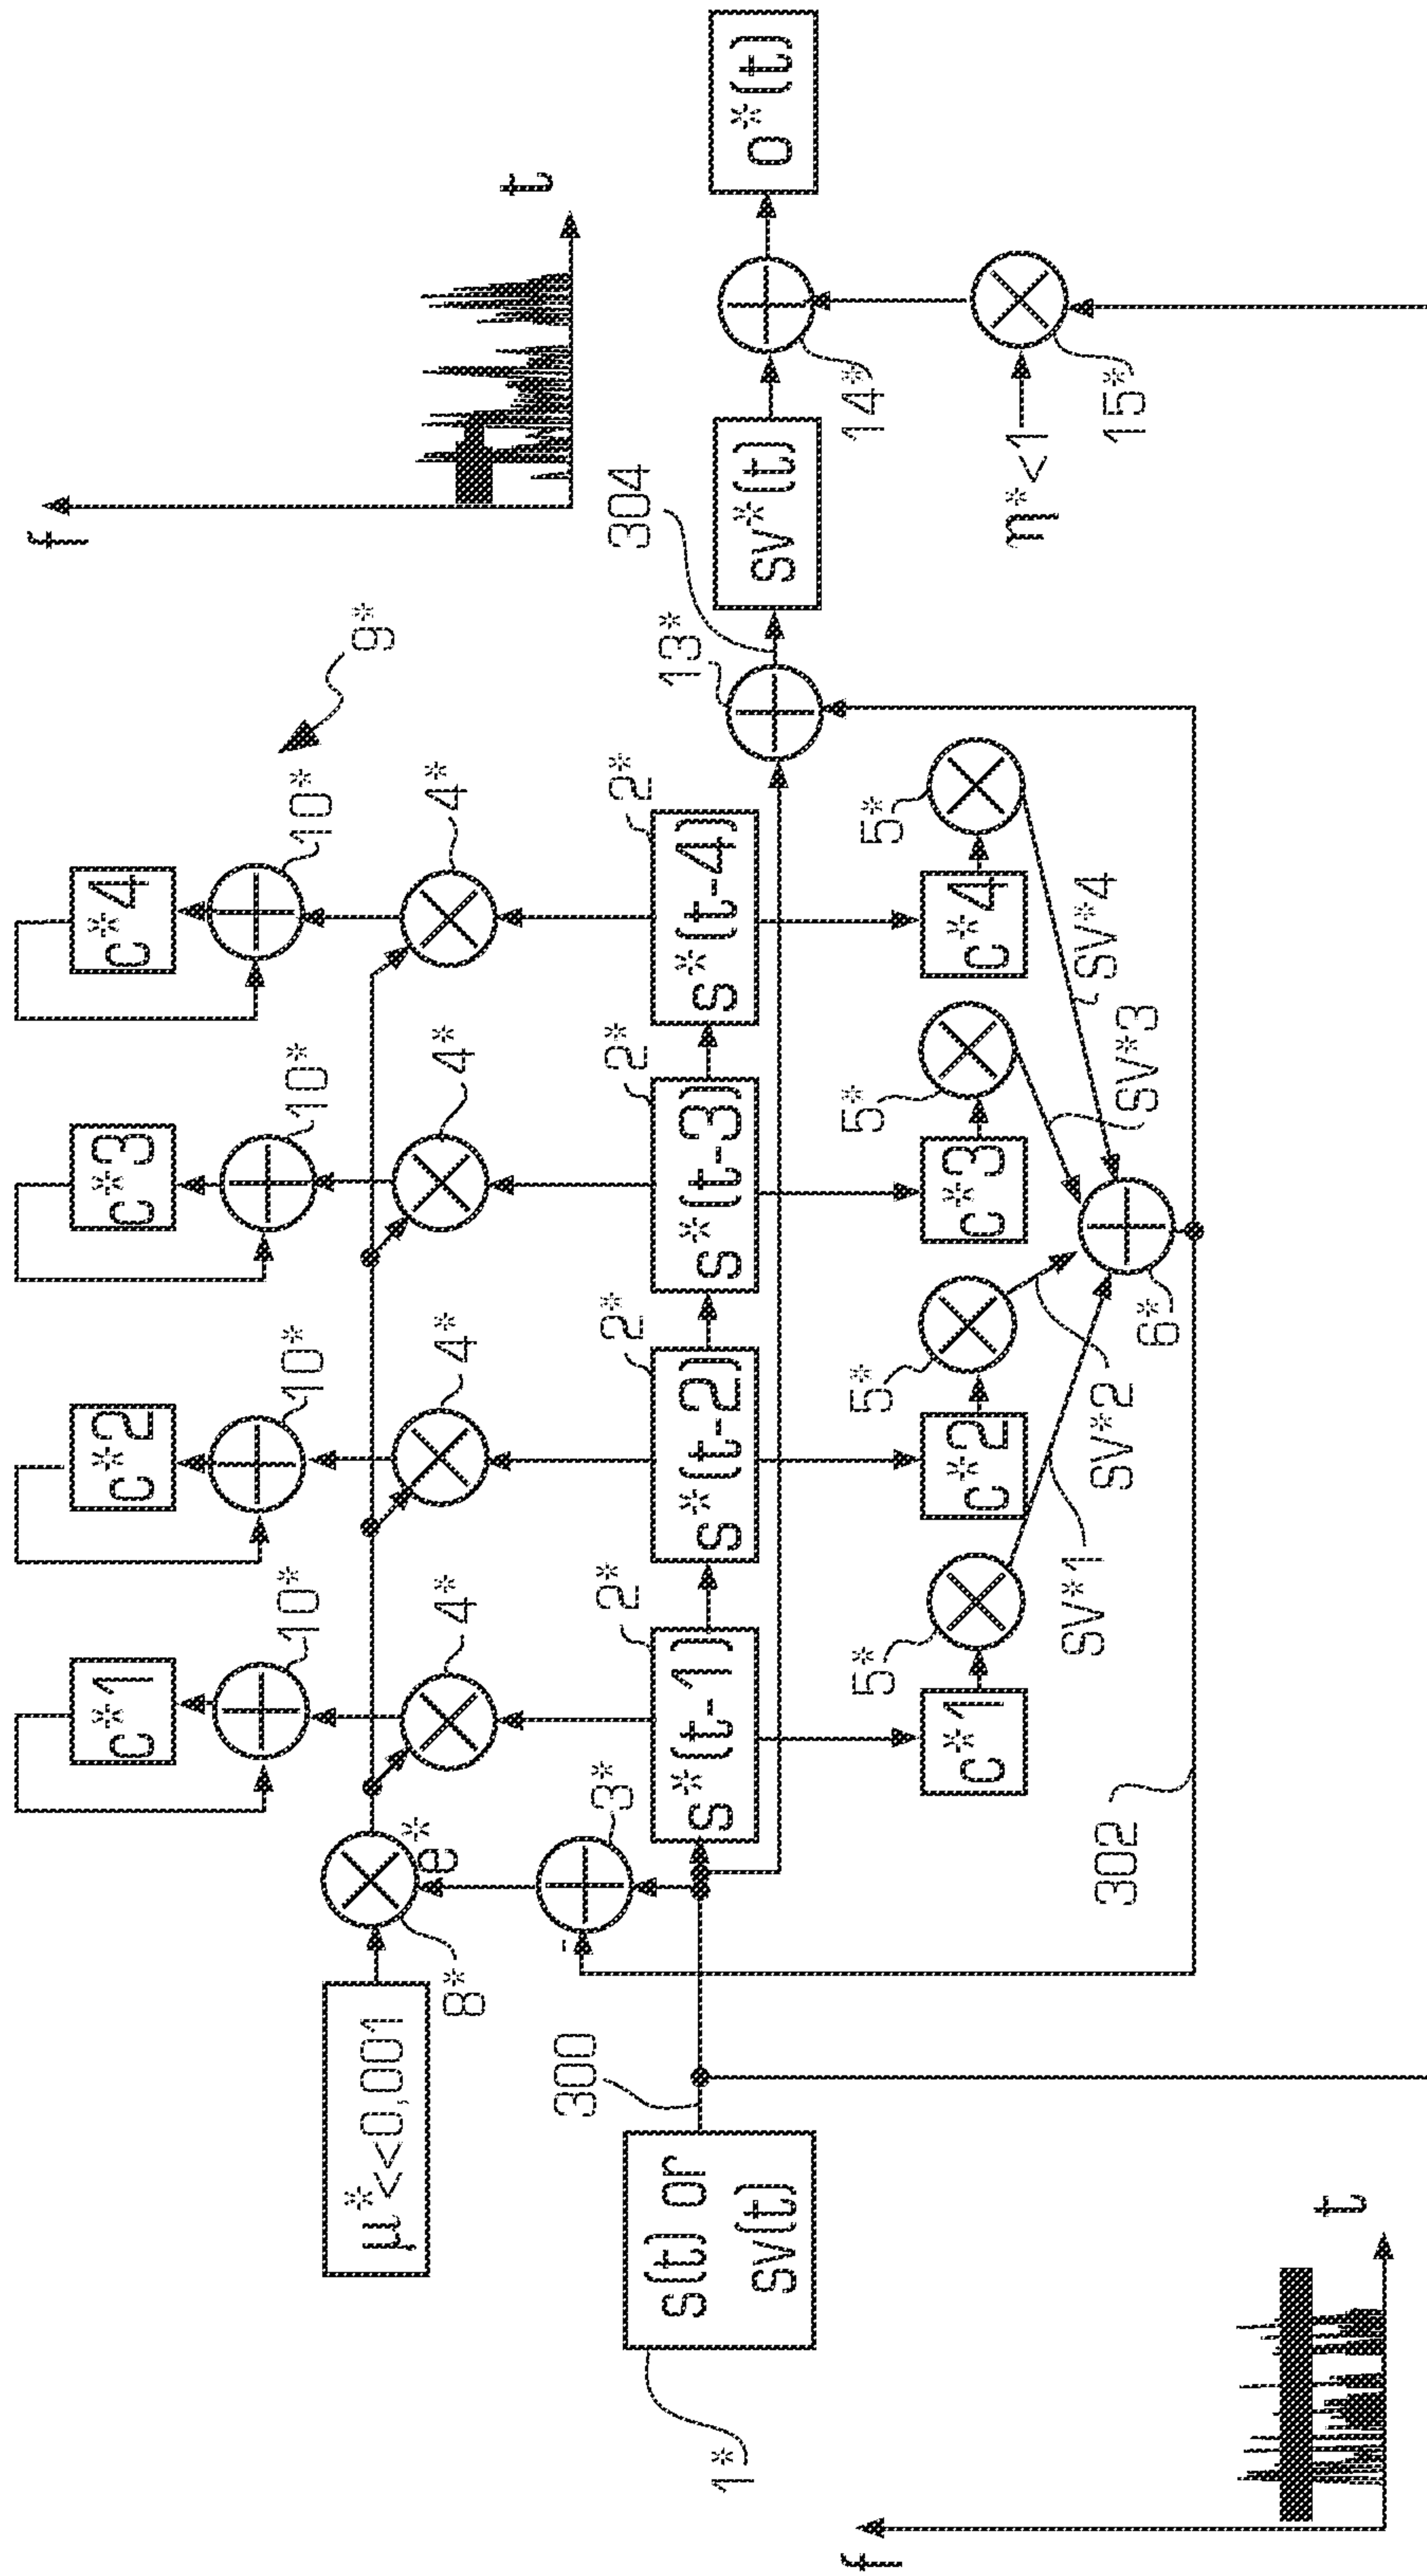 f
t
9*
c*1
c*2
c*3
c*4
10*
10*
10*
10*
μ*<<0,001
8*
e*
4*
4*
4*
4*
3*
-
300
2*
2*
2*
2*
s*(t-1)
s*(t-2)
s*(t-3)
s*(t-4)
13*
304
1*
s(t) or
sv(t)
sv*(t)
14*
o*(t)
5*
5*
5*
5*
c*1
c*2
c*3
c*4
η*<1
15*
SV*1
SV*2
SV*3
SV*4
6*
302
f
t